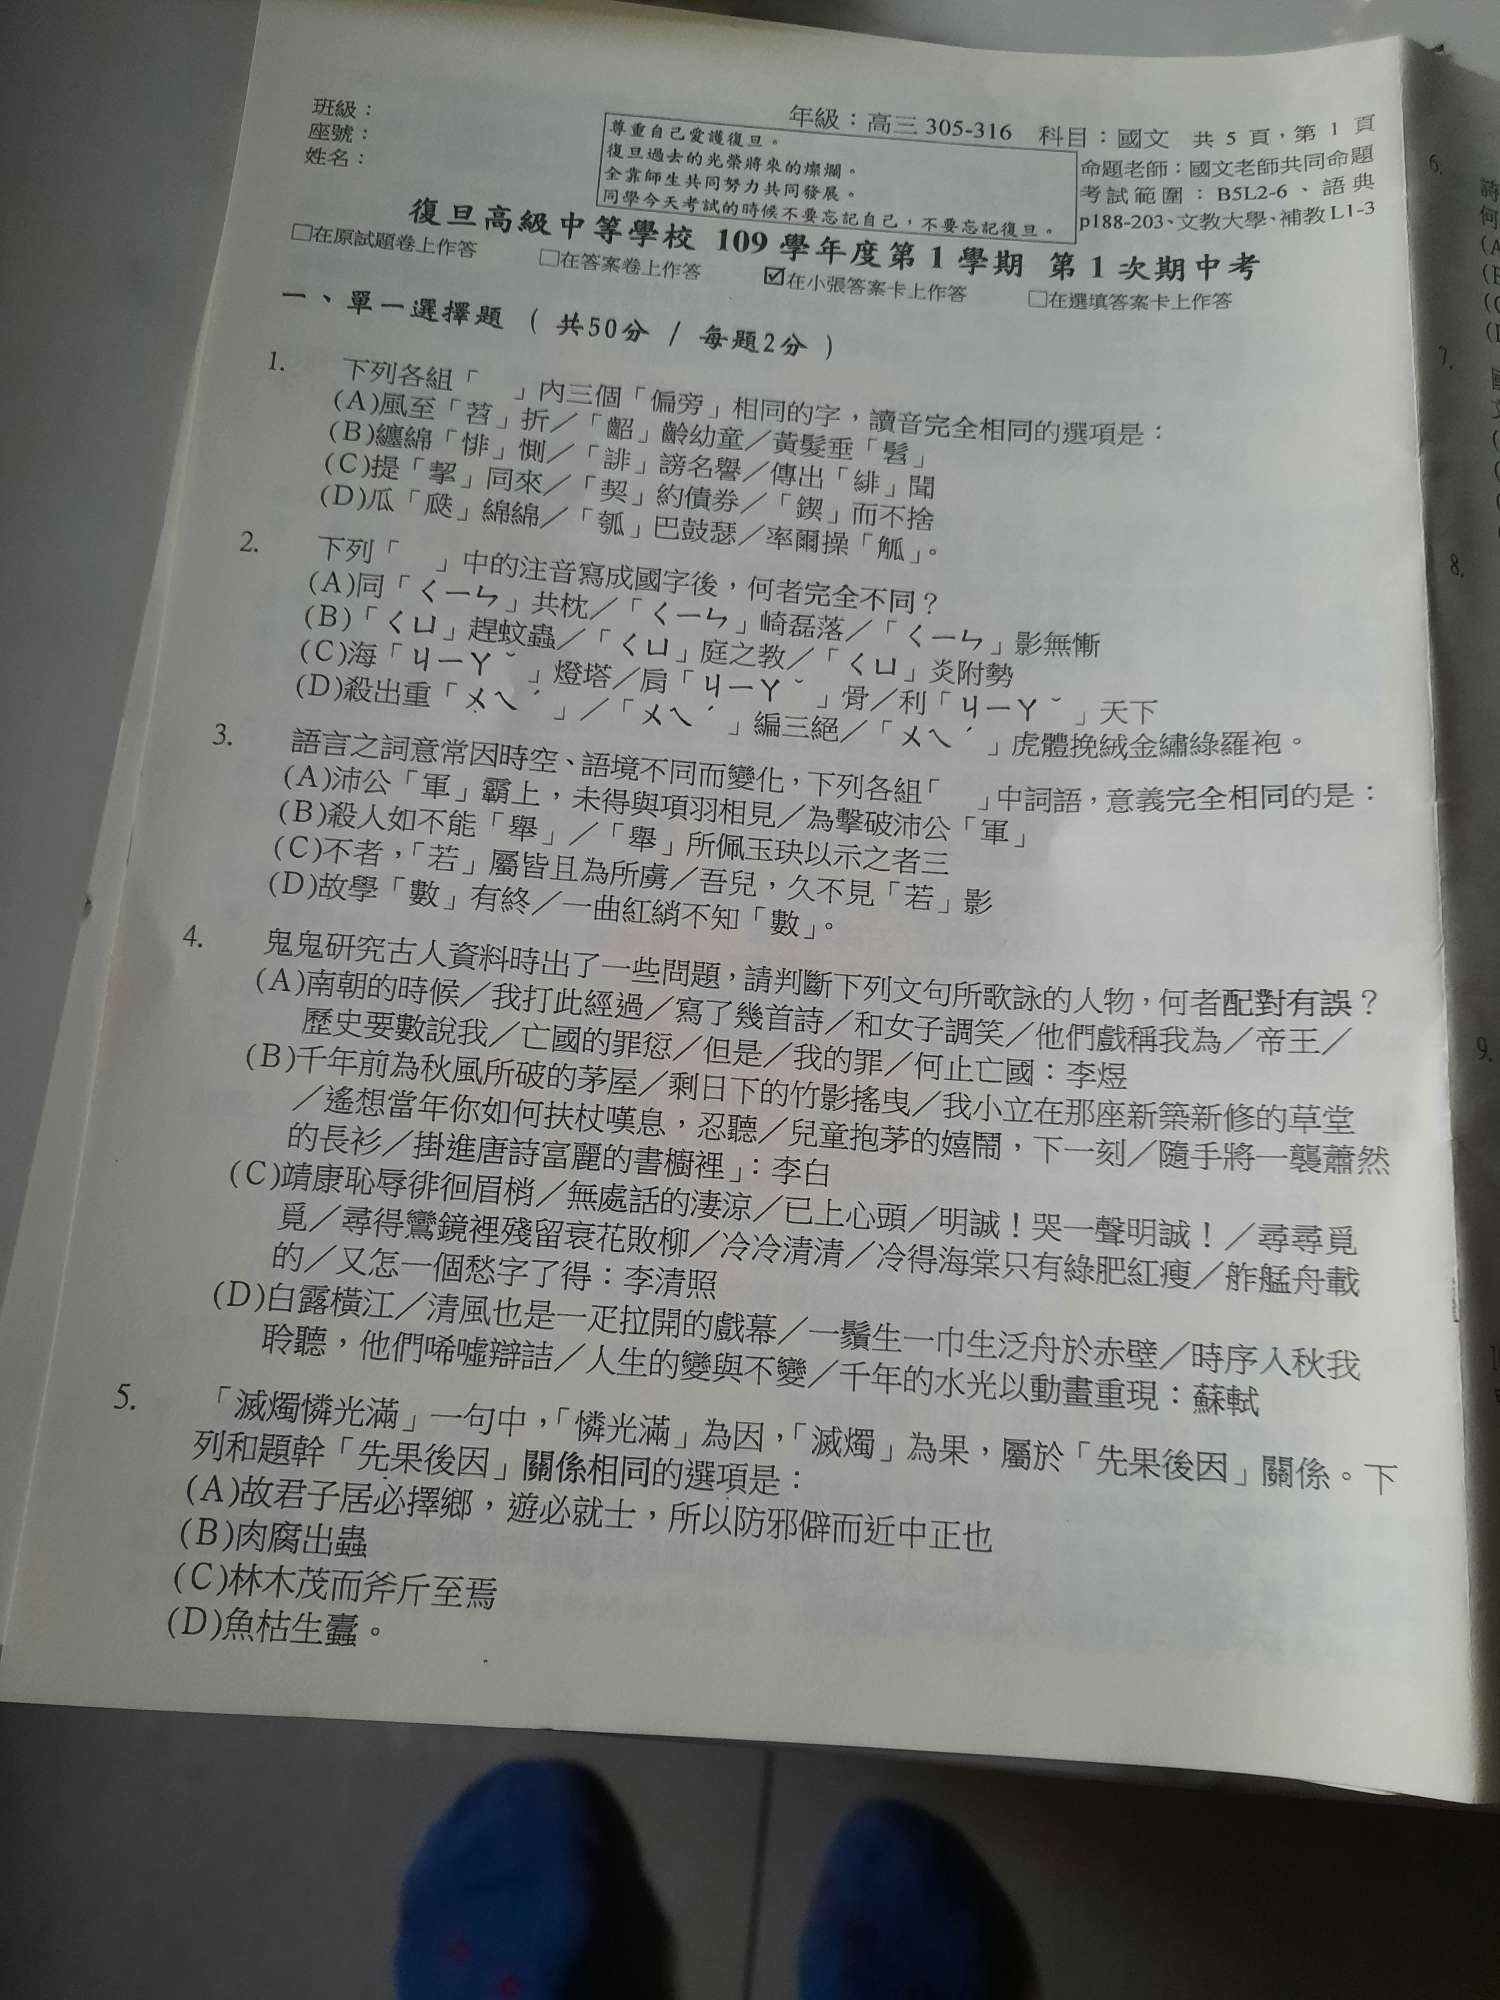 班級：
座號：
姓名：
尊重自己愛護復旦。
復旦過去的光榮將來的燦爛。
全靠師生共同努力共同發展。
同學今天考試的時候不要忘記自己，不要忘記復旦。
年級：高三 305-316 科目：國文 共 5 頁，第 1 頁
命題老師：國文老師共同命題
考試範圍：B5L2-6、語典
p188-203、文教大學、補教 L1-3
復旦高級中等學校 109 學年度第 1 學期 第 1 次期中考
□在原試題卷上作答 □在答案卷上作答 ☑在小張答案卡上作答 □在選填答案卡上作答
一、單一選擇題（共50分 / 每題2分）
1. 下列各組「　」內三個「偏旁」相同的字，讀音完全相同的選項是：
(A)風至「苕」折／「齠」齡幼童／黃髮垂「髫」
(B)纏綿「悱」惻／「誹」謗名譽／傳出「緋」聞
(C)提「挈」同來／「契」約債券／「鍥」而不捨
(D)瓜「瓞」綿綿／「瓠」巴鼓瑟／率爾操「觚」。
2. 下列「　」中的注音寫成國字後，何者完全不同？
(A)同「ㄑㄧㄣ」共枕／「ㄑㄧㄣ」崎磊落／「ㄑㄧㄣ」影無慚
(B)「ㄑㄩ」趕蚊蟲／「ㄑㄩ」庭之教／「ㄑㄩ」炎附勢
(C)海「ㄐㄧㄚˇ」燈塔／肩「ㄐㄧㄚˇ」骨／利「ㄐㄧㄚˇ」天下
(D)殺出重「ㄨㄟˊ」／「ㄨㄟˊ」編三絕／「ㄨㄟˊ」虎體挽絨金繡綠羅袍。
3. 語言之詞意常因時空、語境不同而變化，下列各組「　」中詞語，意義完全相同的是：
(A)沛公「軍」霸上，未得與項羽相見／為擊破沛公「軍」
(B)殺人如不能「舉」／「舉」所佩玉玦以示之者三
(C)不者，「若」屬皆且為所虜／吾兒，久不見「若」影
(D)故學「數」有終／一曲紅綃不知「數」。
4. 鬼鬼研究古人資料時出了一些問題，請判斷下列文句所歌詠的人物，何者配對有誤？
(A)南朝的時候／我打此經過／寫了幾首詩／和女子調笑／他們戲稱我為／帝王／
歷史要數說我／亡國的罪愆／但是／我的罪／何止亡國：李煜
(B)千年前為秋風所破的茅屋／剩日下的竹影搖曳／我小立在那座新築新修的草堂
／遙想當年你如何扶杖嘆息，忍聽／兒童抱茅的嬉鬧，下一刻／隨手將一襲蕭然
的長衫／掛進唐詩富麗的書櫥裡」：李白
(C)靖康恥辱徘徊眉梢／無處話的淒涼／已上心頭／明誠！哭一聲明誠！／尋尋覓
覓／尋得鸞鏡裡殘留衰花敗柳／冷冷清清／冷得海棠只有綠肥紅瘦／舴艋舟載
的／又怎一個愁字了得：李清照
(D)白露橫江／清風也是一疋拉開的戲幕／一鬚生一巾生泛舟於赤壁／時序入秋我
聆聽，他們唏噓辯詰／人生的變與不變／千年的水光以動畫重現：蘇軾
5. 「滅燭憐光滿」一句中，「憐光滿」為因，「滅燭」為果，屬於「先果後因」關係。下
列和題幹「先果後因」關係相同的選項是：
(A)故君子居必擇鄉，遊必就士，所以防邪僻而近中正也
(B)肉腐出蟲
(C)林木茂而斧斤至焉
(D)魚枯生蠹。
6.
7.
8.
9.